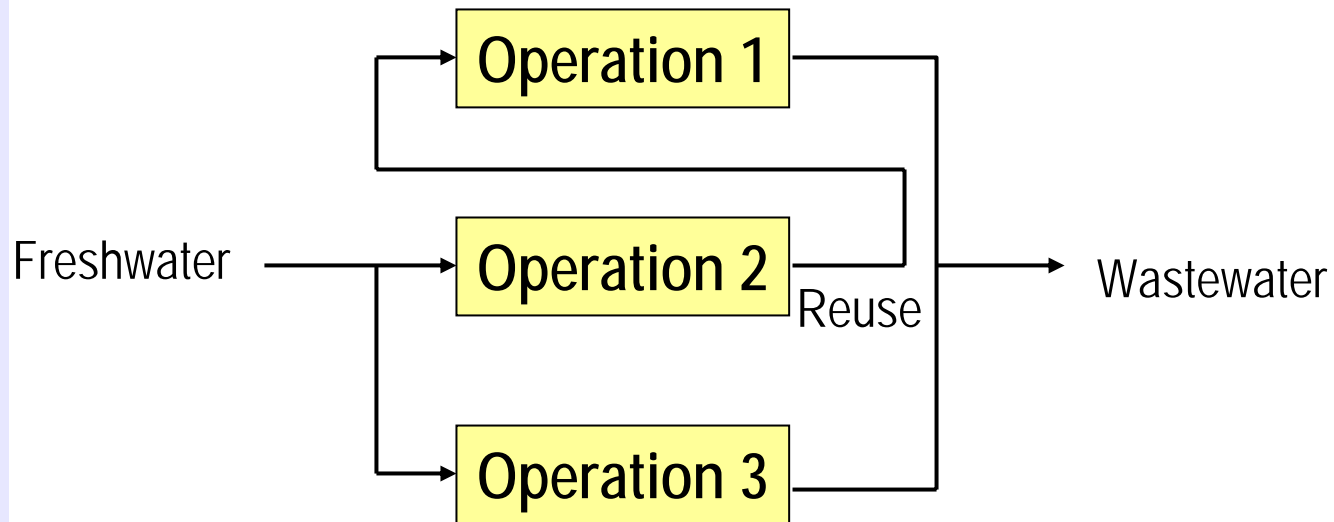 Operation 1
Freshwater
Operation 2
Wastewater
Reuse
Operation 3